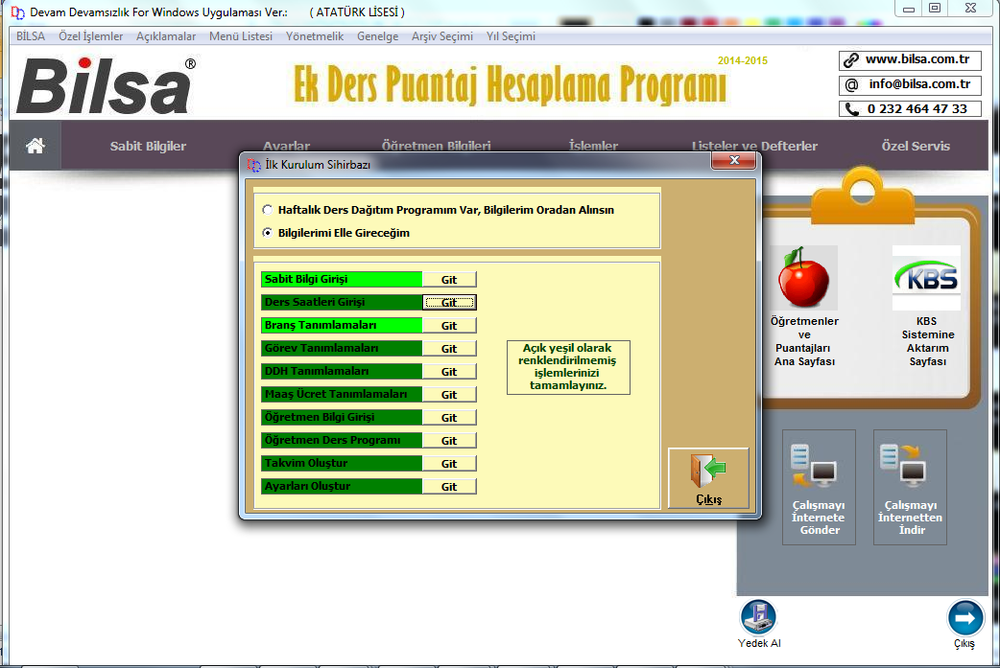 Devam Devamsızlık For Windows Uygulaması Ver.: ( ATATÜRK LİSESİ )
BİLSA Özel İşlemler Açıklamalar Menü Listesi Yönetmelik Genelge Arşiv Seçimi Yıl Seçimi
Bilsa®
Ek Ders Puantaj Hesaplama Programı
2014-2015
www.bilsa.com.tr
@ info@bilsa.com.tr
0 232 464 47 33
Sabit Bilgiler Ayarlar Öğretmen Bilgileri İşlemler Listeler ve Defterler Özel Servis
İlk Kurulum Sihirbazı
Haftalık Ders Dağıtım Programım Var, Bilgilerim Oradan Alınsın
Bilgilerimi Elle Gireceğim
Sabit Bilgi Girişi Git
Ders Saatleri Girişi Git
Branş Tanımlamaları Git
Görev Tanımlamaları Git
DDH Tanımlamaları Git
Maaş Ücret Tanımlamaları Git
Öğretmen Bilgi Girişi Git
Öğretmen Ders Programı Git
Takvim Oluştur Git
Ayarları Oluştur Git
Açık yeşil olarak
renklendirilmemiş
işlemlerinizi
tamamlayınız.
Çıkış
KBS
Öğretmenler
ve
Puantajları
Ana Sayfası
KBS
Sistemine
Aktarım
Sayfası
Çalışmayı
İnternete
Gönder
Çalışmayı
İnternetten
İndir
Yedek Al
Çıkış